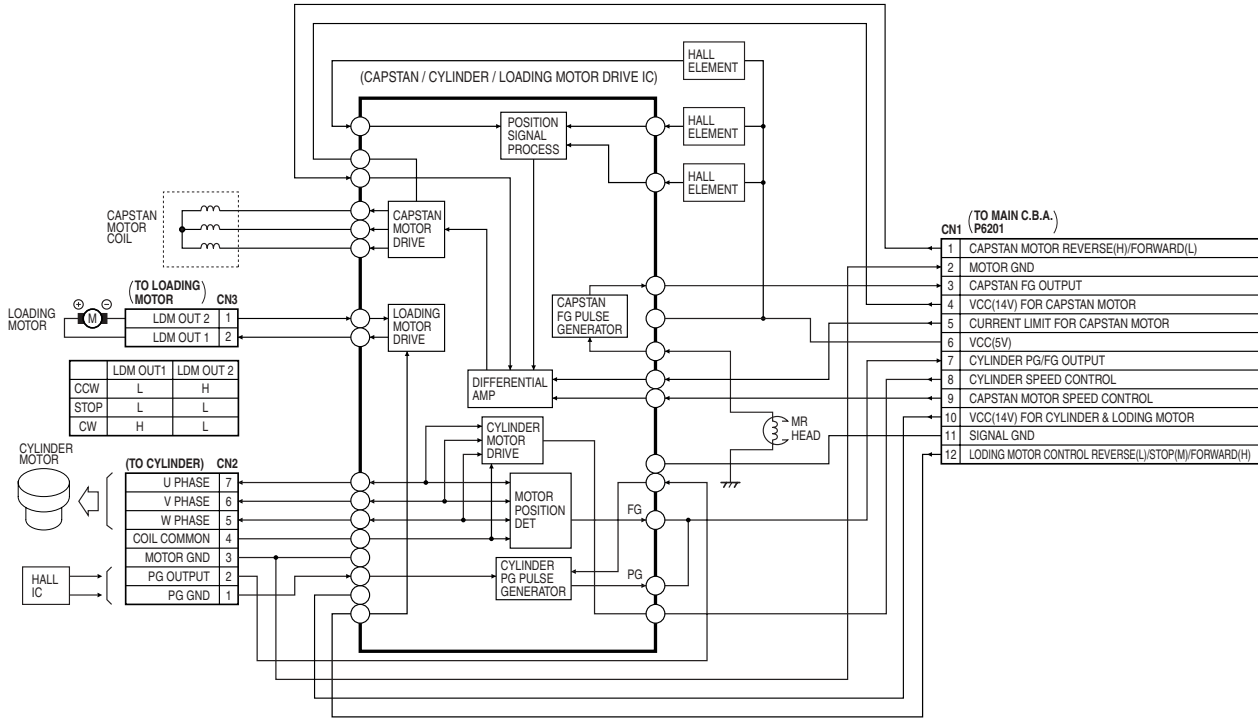 (CAPSTAN / CYLINDER / LOADING MOTOR DRIVE IC)
HALL
ELEMENT
HALL
ELEMENT
HALL
ELEMENT
POSITION
SIGNAL
PROCESS
CAPSTAN
MOTOR
COIL
CAPSTAN
MOTOR
DRIVE
(TO LOADING
MOTOR) CN3
LOADING
MOTOR
⊕ M ⊖
LDM OUT 2 1
LDM OUT 1 2
LOADING
MOTOR
DRIVE
CAPSTAN
FG PULSE
GENERATOR
LDM OUT1 LDM OUT 2
CCW L H
STOP L L
CW H L
DIFFERENTIAL
AMP
MR
HEAD
CYLINDER
MOTOR
DRIVE
CYLINDER
MOTOR
(TO CYLINDER) CN2
U PHASE 7
V PHASE 6
W PHASE 5
COIL COMMON 4
MOTOR GND 3
PG OUTPUT 2
PG GND 1
HALL
IC
MOTOR
POSITION
DET
FG
CYLINDER
PG PULSE
GENERATOR
PG
CN1 (TO MAIN C.B.A.)
P6201
1 CAPSTAN MOTOR REVERSE(H)/FORWARD(L)
2 MOTOR GND
3 CAPSTAN FG OUTPUT
4 VCC(14V) FOR CAPSTAN MOTOR
5 CURRENT LIMIT FOR CAPSTAN MOTOR
6 VCC(5V)
7 CYLINDER PG/FG OUTPUT
8 CYLINDER SPEED CONTROL
9 CAPSTAN MOTOR SPEED CONTROL
10 VCC(14V) FOR CYLINDER & LODING MOTOR
11 SIGNAL GND
12 LODING MOTOR CONTROL REVERSE(L)/STOP(M)/FORWARD(H)